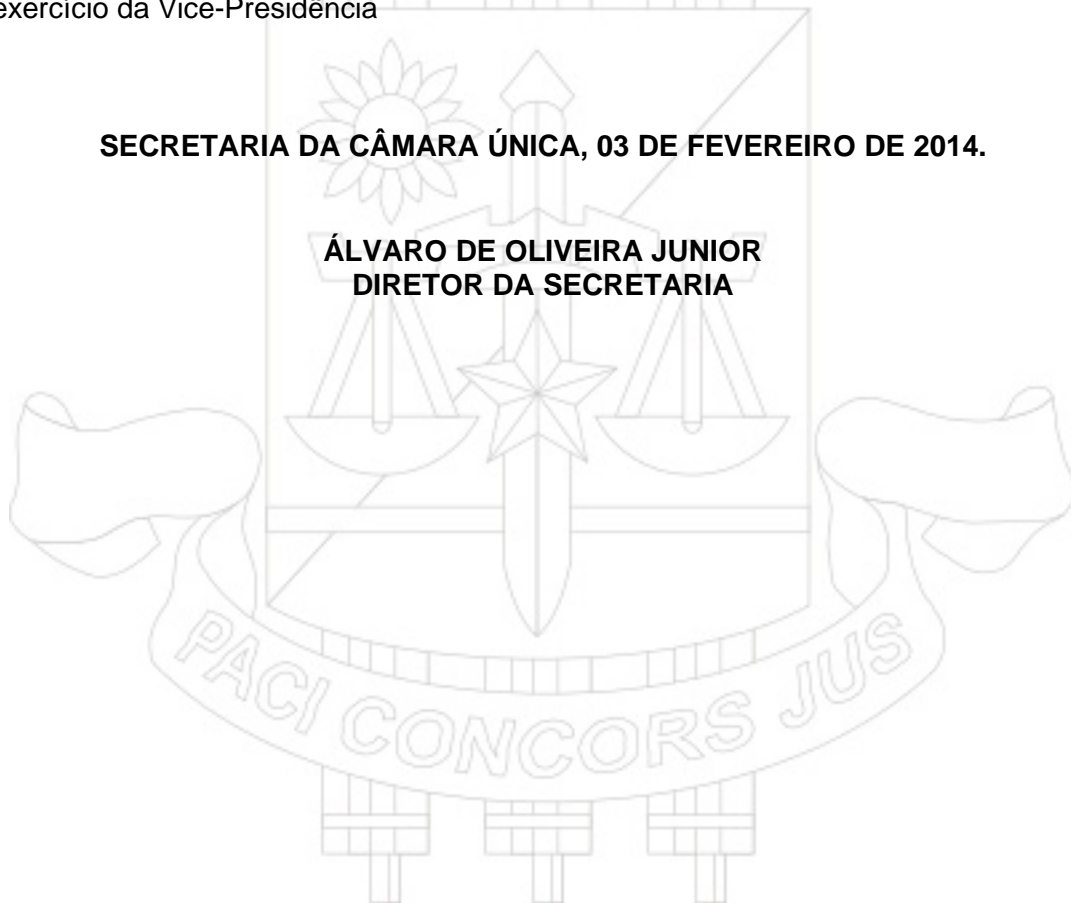 exercício da Vice-Presidência
SECRETARIA DA CÂMARA ÚNICA, 03 DE FEVEREIRO DE 2014.
ÁLVARO DE OLIVEIRA JUNIOR
DIRETOR DA SECRETARIA
PACI CONCORS JUS